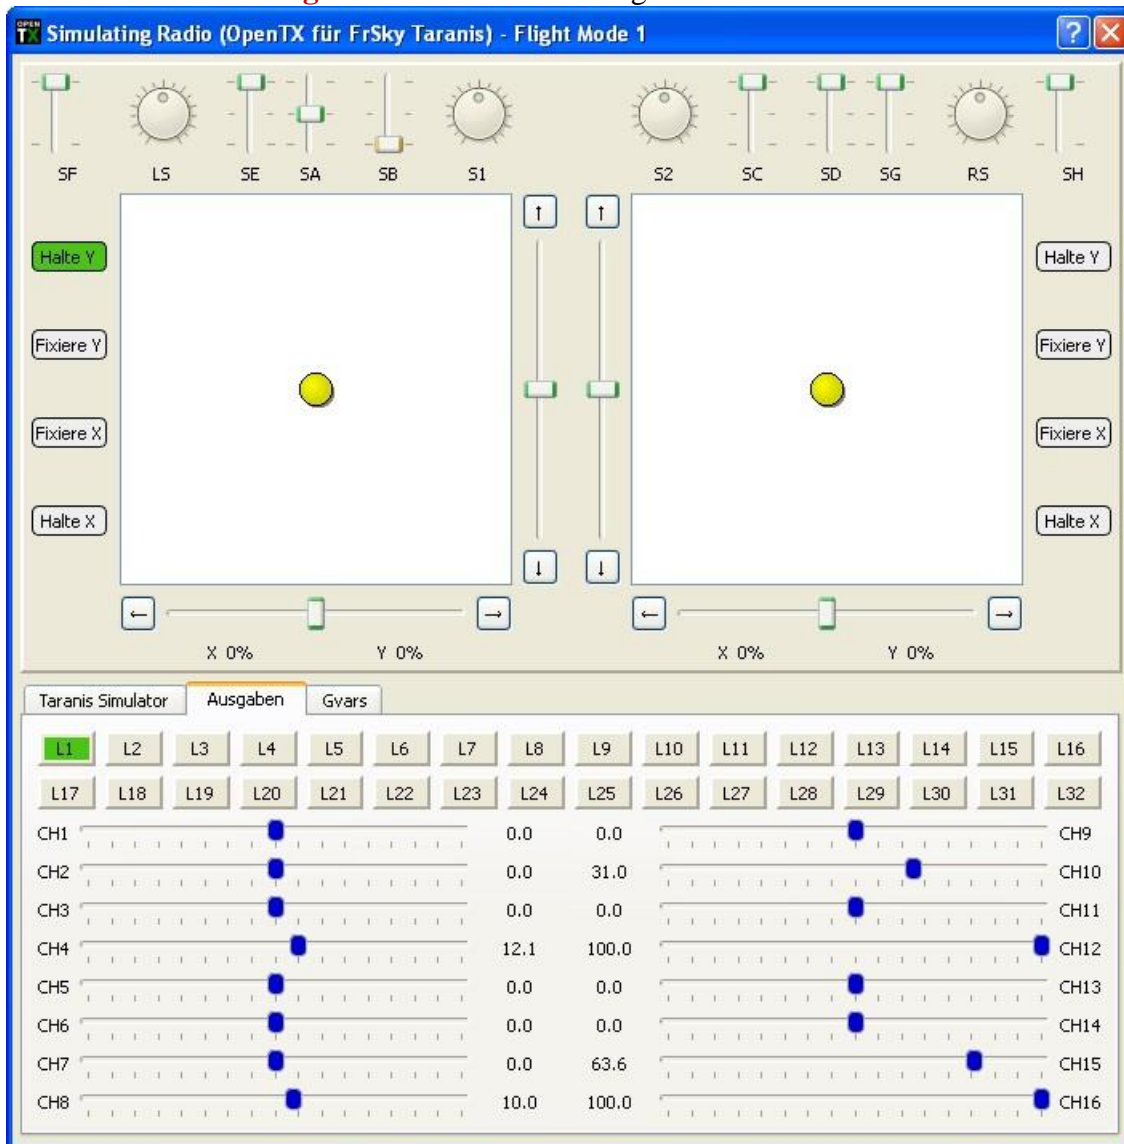 OPEN TX Simulating Radio (OpenTX für FrSky Taranis) - Flight Mode 1 ?
SF LS SE SA SB S1 S2 SC SD SG RS SH
Halte Y Halte Y
Fixiere Y Fixiere Y
Fixiere X Fixiere X
Halte X Halte X
X 0% Y 0% X 0% Y 0%
Taranis Simulator Ausgaben Gvars
L1 L2 L3 L4 L5 L6 L7 L8 L9 L10 L11 L12 L13 L14 L15 L16
L17 L18 L19 L20 L21 L22 L23 L24 L25 L26 L27 L28 L29 L30 L31 L32
CH1 0.0 0.0 CH9
CH2 0.0 31.0 CH10
CH3 0.0 0.0 CH11
CH4 12.1 100.0 CH12
CH5 0.0 0.0 CH13
CH6 0.0 0.0 CH14
CH7 0.0 63.6 CH15
CH8 10.0 100.0 CH16